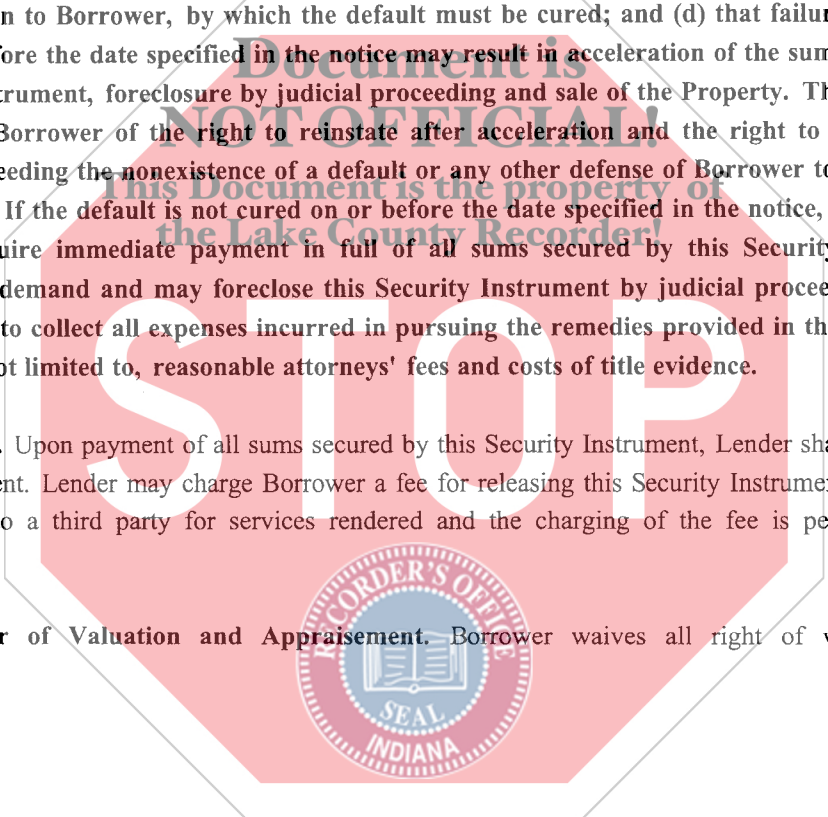 n to Borrower, by which the default must be cured; and (d) that failur
ore the date specified in the notice may result in acceleration of the sum
trument, foreclosure by judicial proceeding and sale of the Property. Th
Borrower of the right to reinstate after acceleration and the right to
eeding the nonexistence of a default or any other defense of Borrower to
If the default is not cured on or before the date specified in the notice,
uire immediate payment in full of all sums secured by this Security
demand and may foreclose this Security Instrument by judicial procee
to collect all expenses incurred in pursuing the remedies provided in th
ot limited to, reasonable attorneys' fees and costs of title evidence.
. Upon payment of all sums secured by this Security Instrument, Lender sha
ent. Lender may charge Borrower a fee for releasing this Security Instrume
o a third party for services rendered and the charging of the fee is pe
r of Valuation and Appraisement. Borrower waives all right of v
Document is
NOT OFFICIAL!
This Document is the property of
the Lake County Recorder!
STOP
RECORDER'S OFFICE
SEAL
INDIANA